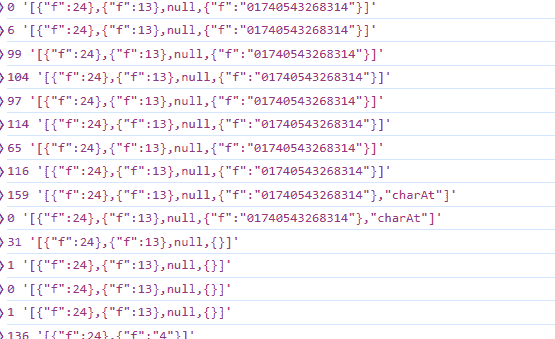 0 '[{"f":24},{"f":13},null,{"f":"01740543268314"}]'
6 '[{"f":24},{"f":13},null,{"f":"01740543268314"}]'
99 '[{"f":24},{"f":13},null,{"f":"01740543268314"}]'
104 '[{"f":24},{"f":13},null,{"f":"01740543268314"}]'
97 '[{"f":24},{"f":13},null,{"f":"01740543268314"}]'
114 '[{"f":24},{"f":13},null,{"f":"01740543268314"}]'
65 '[{"f":24},{"f":13},null,{"f":"01740543268314"}]'
116 '[{"f":24},{"f":13},null,{"f":"01740543268314"}]'
159 '[{"f":24},{"f":13},null,{"f":"01740543268314"},"charAt"]'
0 '[{"f":24},{"f":13},null,{"f":"01740543268314"},"charAt"]'
31 '[{"f":24},{"f":13},null,{}]'
1 '[{"f":24},{"f":13},null,{}]'
0 '[{"f":24},{"f":13},null,{}]'
1 '[{"f":24},{"f":13},null,{}]'
136 '[{"f":24},{"f":"4"}]'